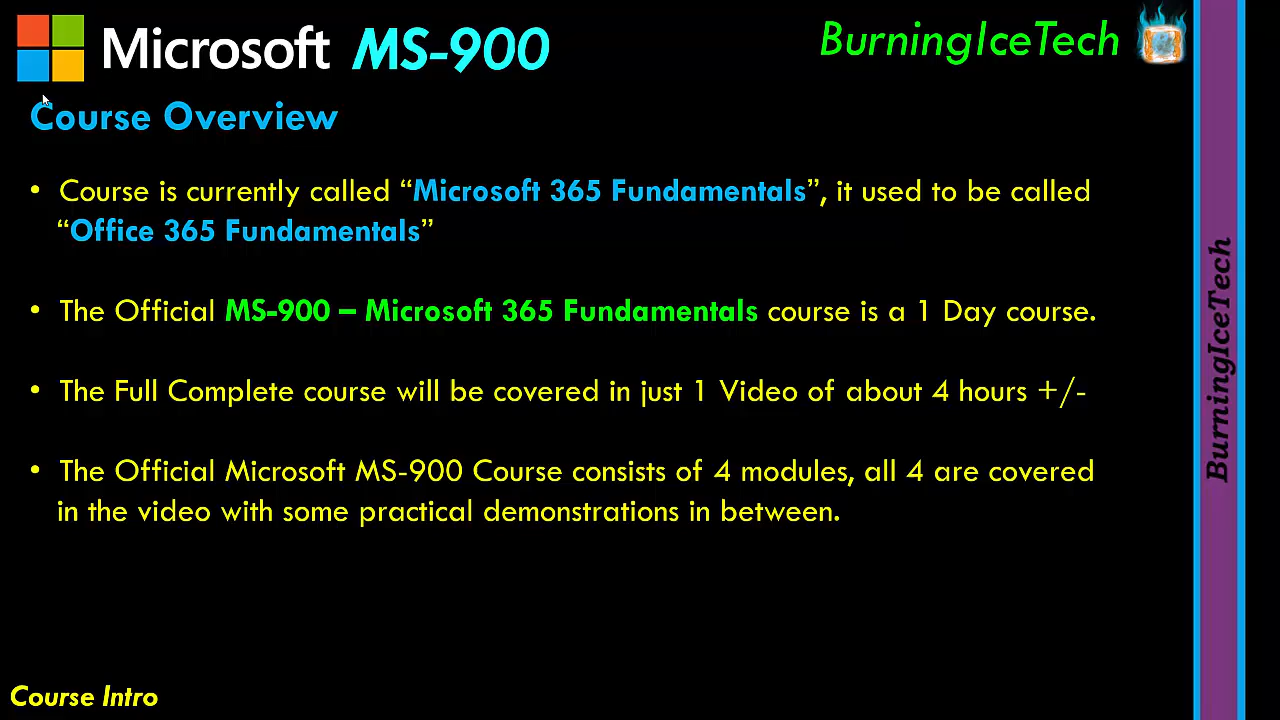 Microsoft MS-900
BurningIceTech
Course Overview
• Course is currently called “Microsoft 365 Fundamentals”, it used to be called
“Office 365 Fundamentals”
• The Official MS-900 – Microsoft 365 Fundamentals course is a 1 Day course.
• The Full Complete course will be covered in just 1 Video of about 4 hours +/-
• The Official Microsoft MS-900 Course consists of 4 modules, all 4 are covered
in the video with some practical demonstrations in between.
BurningIceTech
Course Intro